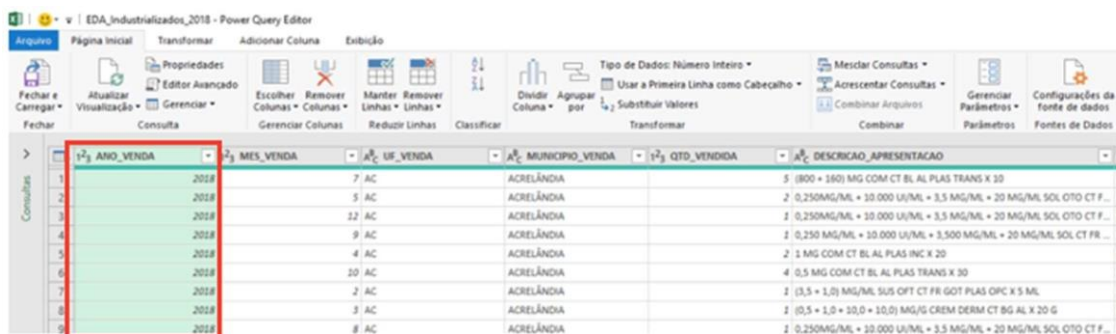 EDA_Industrializados_2018 - Power Query Editor
Arquivo Página Inicial Transformar Adicionar Coluna Exibição
Fechar e Carregar
Fechar
Atualizar Visualização
Propriedades
Editor Avançado
Gerenciar
Consulta
Escolher Colunas
Remover Colunas
Gerenciar Colunas
Manter Linhas
Remover Linhas
Reduzir Linhas
Classificar
Dividir Coluna
Agrupar por
Tipo de Dados: Número Inteiro
Usar a Primeira Linha como Cabeçalho
Substituir Valores
Transformar
Mesclar Consultas
Acrescentar Consultas
Combinar Arquivos
Combinar
Gerenciar Parâmetros
Parâmetros
Configurações da fonte de dados
Fontes de Dados
Consultas
ANO_VENDA MES_VENDA UF_VENDA MUNICIPIO_VENDA QTD_VENDIDA DESCRICAO_APRESENTACAO
1 2018 7 AC ACRELÂNDIA 5 (800 + 160) MG COM CT BL AL PLAS TRANS X 10
2 2018 5 AC ACRELÂNDIA 2 0,250MG/ML + 10.000 UI/ML + 3,5 MG/ML + 20 MG/ML SOL OTO CT F...
3 2018 12 AC ACRELÂNDIA 1 0,250MG/ML + 10.000 UI/ML + 3,5 MG/ML + 20 MG/ML SOL OTO CT F...
4 2018 9 AC ACRELÂNDIA 1 0,250 MG/ML + 10.000 UI/ML + 3,500 MG/ML + 20 MG/ML SOL CT FR ...
5 2018 4 AC ACRELÂNDIA 2 1 MG COM CT BL AL PLAS INC X 20
6 2018 10 AC ACRELÂNDIA 4 0,5 MG COM CT BL AL PLAS TRANS X 30
7 2018 2 AC ACRELÂNDIA 1 (3,5 + 1,0) MG/ML SUS OFT CT FR GOT PLAS OPC X 5 ML
8 2018 3 AC ACRELÂNDIA 1 (0,5 + 1,0 + 10,0 + 10,0) MG/G CREM DERM CT BG AL X 20 G
9 2018 8 AC ACRELÂNDIA 1 0,250MG/ML + 10.000 UI/ML + 3,5 MG/ML + 20 MG/ML SOL OTO CT F...